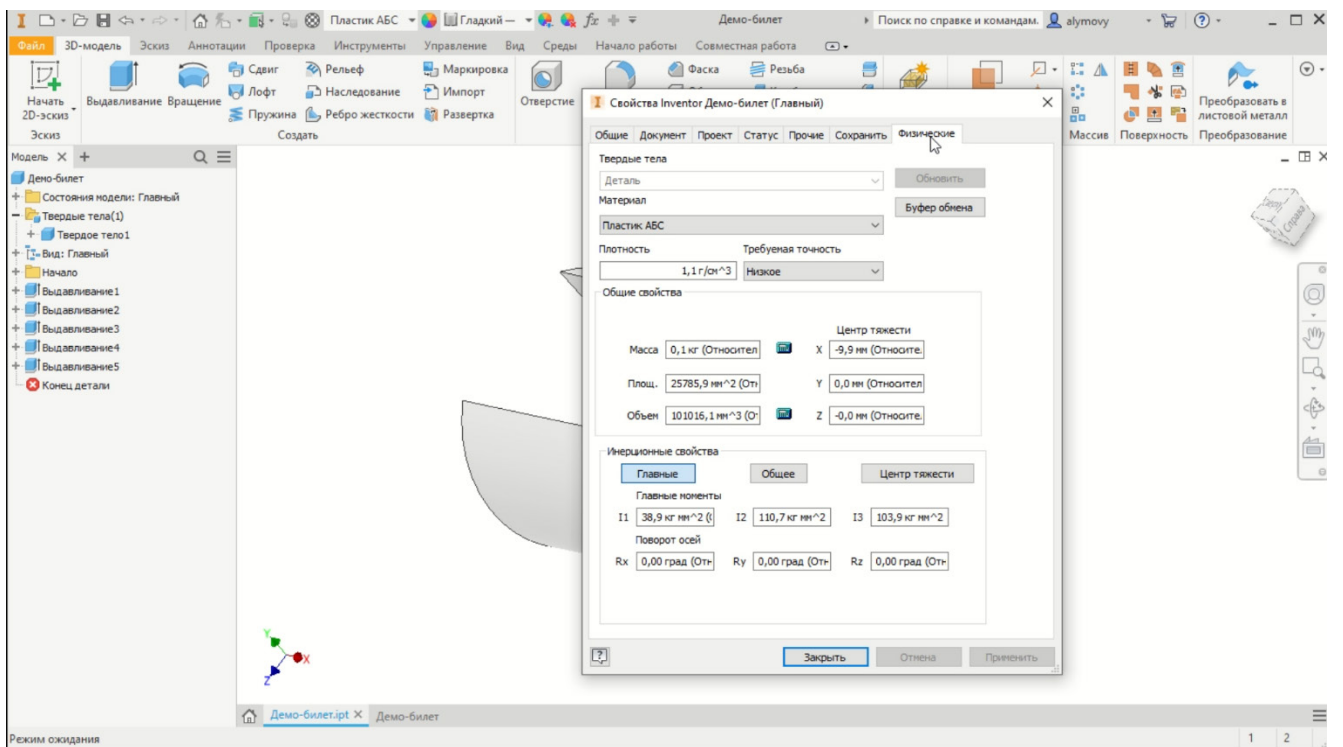 Пластик АБС
Гладкий —
Демо-билет
Поиск по справке и командам.
alymovy
Файл 3D-модель Эскиз Аннотации Проверка Инструменты Управление Вид Среды Начало работы Совместная работа
Начать
2D-эскиз
Выдавливание
Вращение
Сдвиг
Лофт
Пружина
Рельеф
Наследование
Ребро жесткости
Маркировка
Импорт
Развертка
Отверстие
Фаска
Резьба
Преобразовать в
листовой металл
Эскиз
Создать
Массив
Поверхность
Преобразование
Модель
Демо-билет
Состояния модели: Главный
Твердые тела(1)
Твердое тело1
Вид: Главный
Начало
Выдавливание1
Выдавливание2
Выдавливание3
Выдавливание4
Выдавливание5
Конец детали
Свойства Inventor Демо-билет (Главный)
Общие Документ Проект Статус Прочие Сохранить Физические
Твердые тела
Деталь
Обновить
Материал
Буфер обмена
Пластик АБС
Плотность Требуемая точность
1,1 г/см^3 Низкое
Общие свойства
Центр тяжести
Масса 0,1 кг (Относител X -9,9 мм (Относите.
Площ. 25785,9 мм^2 (Отн Y 0,0 мм (Относител
Объем 101016,1 мм^3 (О Z -0,0 мм (Относите.
Инерционные свойства
Главные Общее Центр тяжести
Главные моменты
I1 38,9 кг мм^2 (О I2 110,7 кг мм^2 I3 103,9 кг мм^2
Поворот осей
Rx 0,00 град (Отн Ry 0,00 град (Отн Rz 0,00 град (Отн
Закрыть Отмена Применить
Справа
Y
X
Z
Демо-билет.ipt Демо-билет
Режим ожидания
1 2